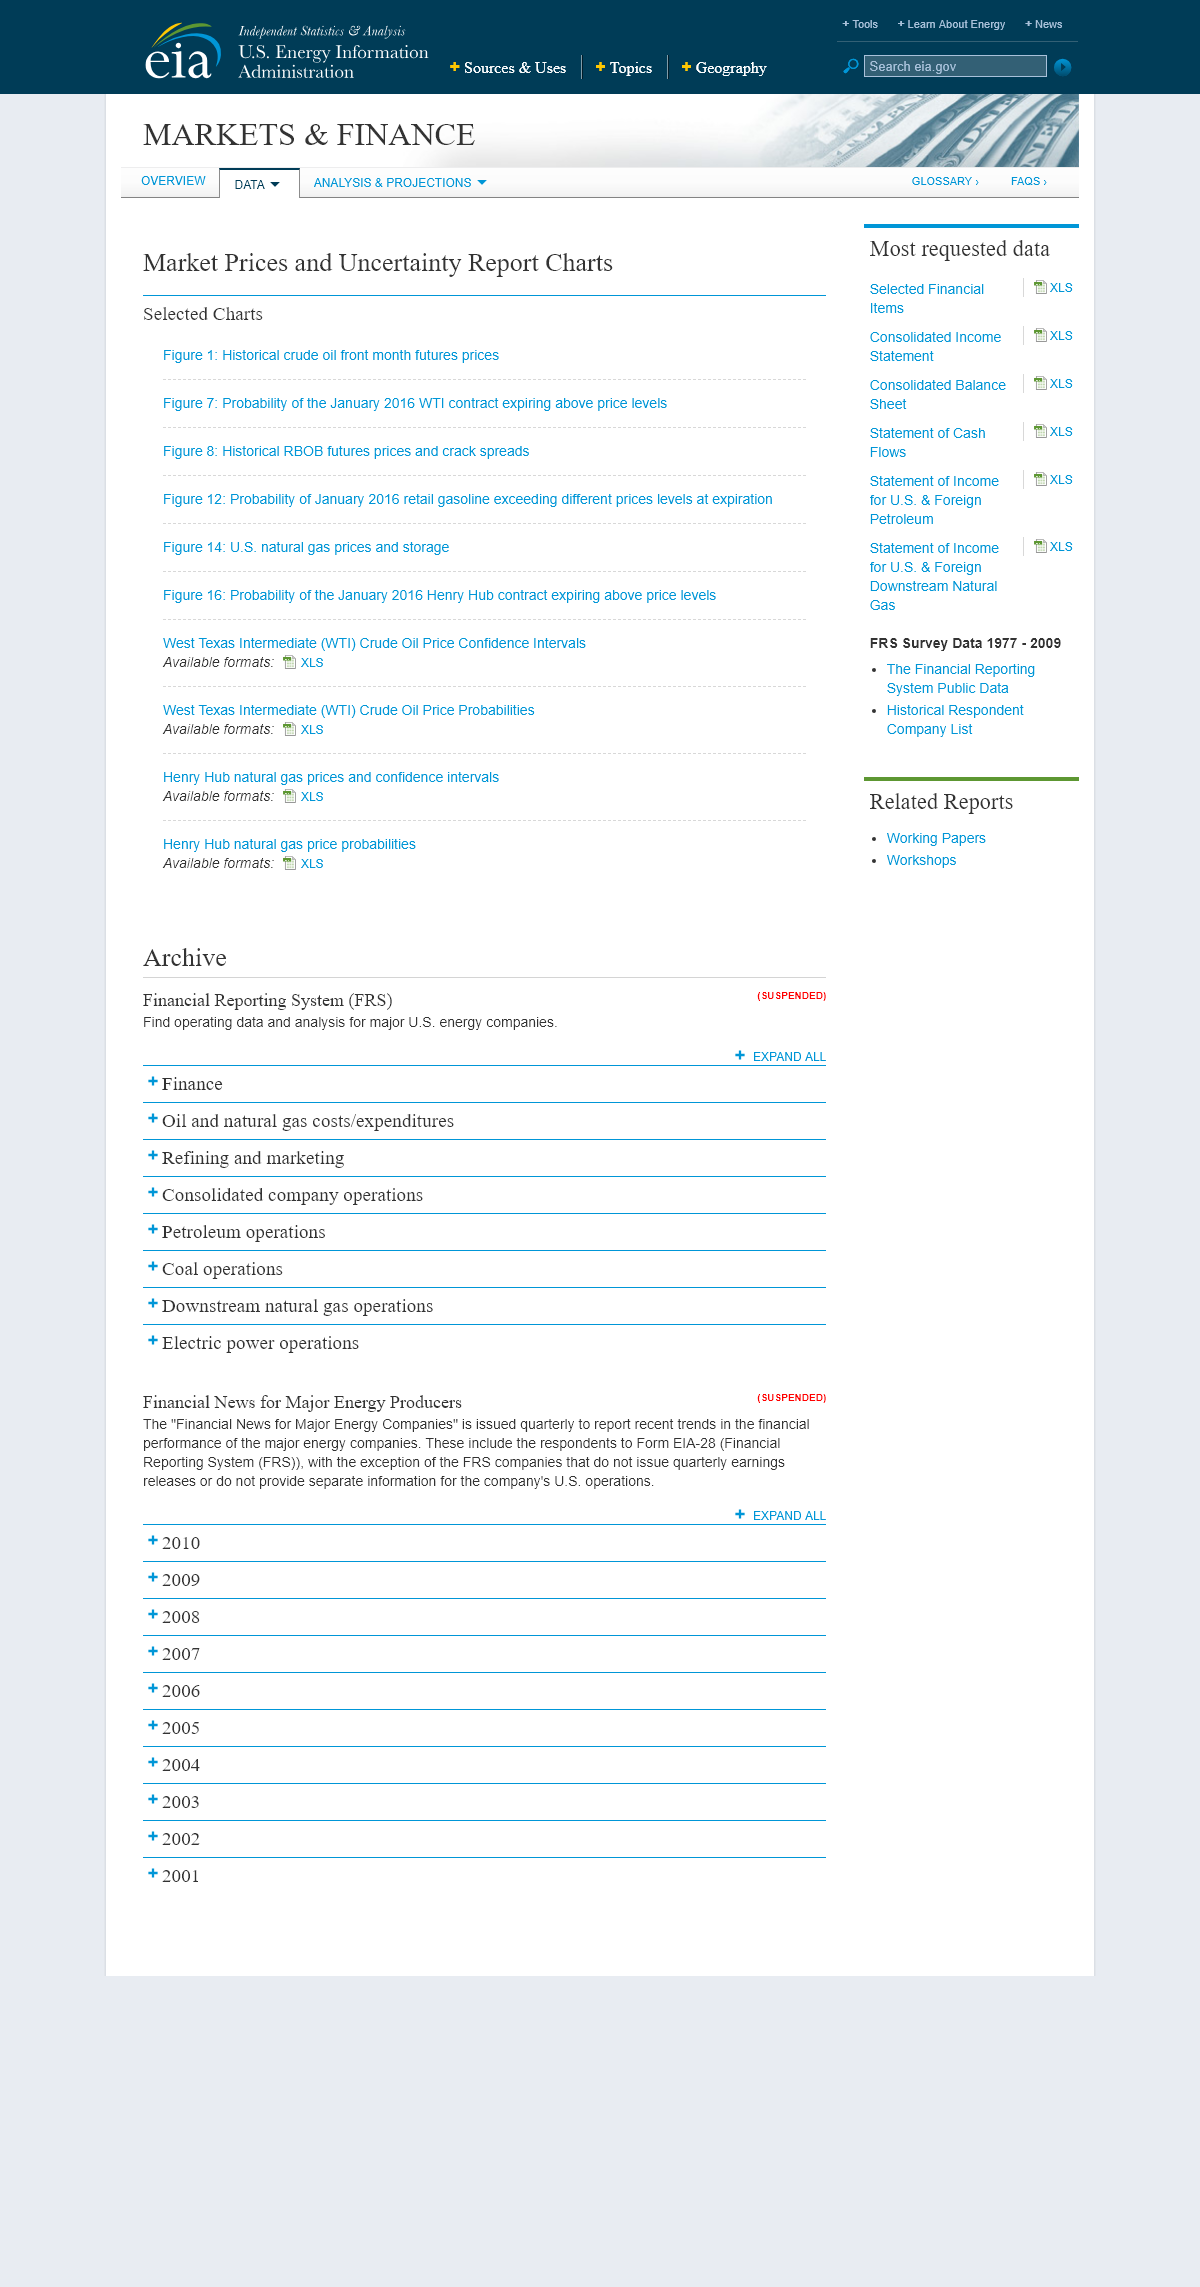 eia
Independent Statistics & Analysis
U.S. Energy Information
Administration
+ Sources & Uses
+ Topics
+ Geography
+ Tools
+ Learn About Energy
+ News
Search eia.gov
MARKETS & FINANCE
OVERVIEW
DATA
ANALYSIS & PROJECTIONS
GLOSSARY ›
FAQS ›
Market Prices and Uncertainty Report Charts
Selected Charts
Figure 1: Historical crude oil front month futures prices
Figure 7: Probability of the January 2016 WTI contract expiring above price levels
Figure 8: Historical RBOB futures prices and crack spreads
Figure 12: Probability of January 2016 retail gasoline exceeding different prices levels at expiration
Figure 14: U.S. natural gas prices and storage
Figure 16: Probability of the January 2016 Henry Hub contract expiring above price levels
West Texas Intermediate (WTI) Crude Oil Price Confidence Intervals
Available formats: XLS
West Texas Intermediate (WTI) Crude Oil Price Probabilities
Available formats: XLS
Henry Hub natural gas prices and confidence intervals
Available formats: XLS
Henry Hub natural gas price probabilities
Available formats: XLS
Archive
Financial Reporting System (FRS)
(SUSPENDED)
Find operating data and analysis for major U.S. energy companies.
+ EXPAND ALL
+ Finance
+ Oil and natural gas costs/expenditures
+ Refining and marketing
+ Consolidated company operations
+ Petroleum operations
+ Coal operations
+ Downstream natural gas operations
+ Electric power operations
Financial News for Major Energy Producers
(SUSPENDED)
The "Financial News for Major Energy Companies" is issued quarterly to report recent trends in the financial
performance of the major energy companies. These include the respondents to Form EIA-28 (Financial
Reporting System (FRS)), with the exception of the FRS companies that do not issue quarterly earnings
releases or do not provide separate information for the company's U.S. operations.
+ EXPAND ALL
+ 2010
+ 2009
+ 2008
+ 2007
+ 2006
+ 2005
+ 2004
+ 2003
+ 2002
+ 2001
Most requested data
Selected Financial
Items
XLS
Consolidated Income
Statement
XLS
Consolidated Balance
Sheet
XLS
Statement of Cash
Flows
XLS
Statement of Income
for U.S. & Foreign
Petroleum
XLS
Statement of Income
for U.S. & Foreign
Downstream Natural
Gas
XLS
FRS Survey Data 1977 - 2009
• The Financial Reporting
System Public Data
• Historical Respondent
Company List
Related Reports
• Working Papers
• Workshops